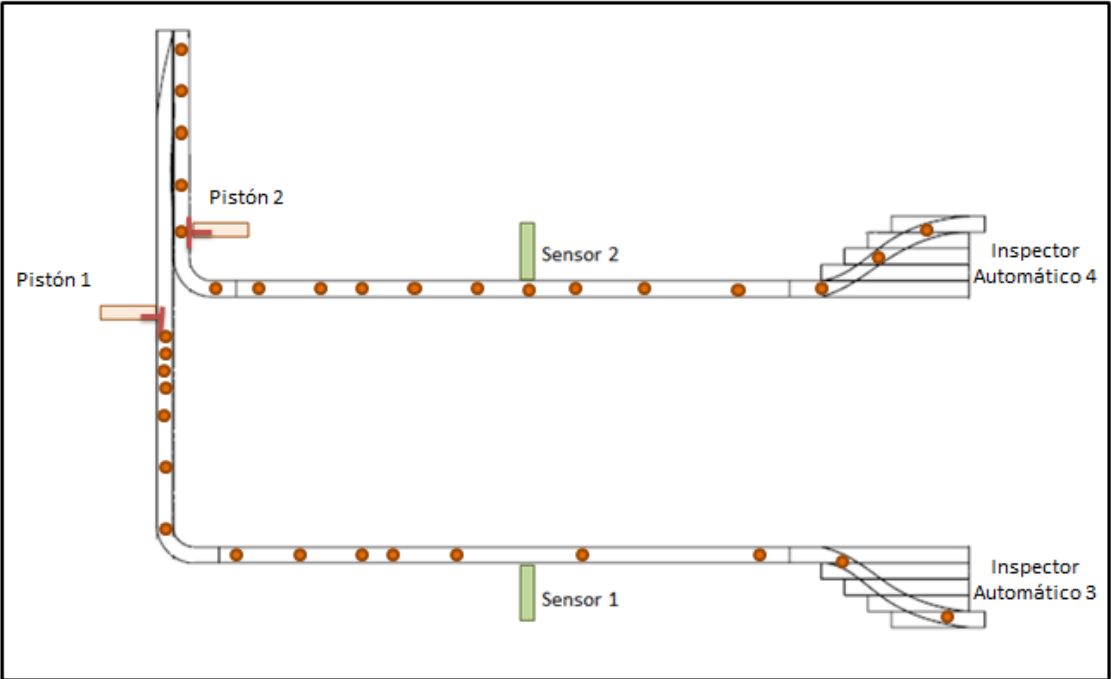 Pistón 2
Sensor 2
Inspector
Automático 4
Pistón 1
Inspector
Automático 3
Sensor 1